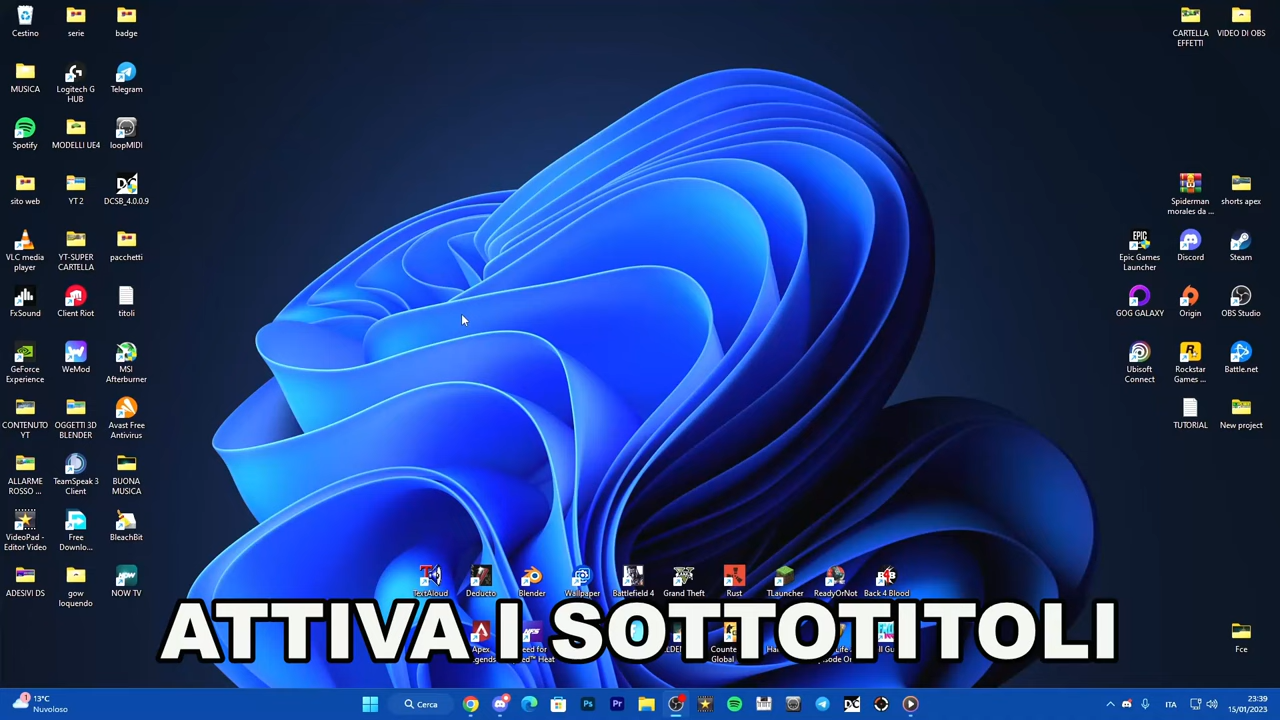 Cestino
serie
badge
MUSICA
Logitech G
HUB
Telegram
Spotify
MODELLI UE4
loopMIDI
sito web
YT 2
DCSB_4.0.0.9
VLC media
player
YT-SUPER
CARTELLA
pacchetti
FxSound
Client Riot
titoli
GeForce
Experience
WeMod
MSI
Afterburner
CONTENUTO
YT
OGGETTI 3D
BLENDER
Avast Free
Antivirus
ALLARME
ROSSO ...
TeamSpeak 3
Client
BUONA
MUSICA
VideoPad -
Editor Video
Free
Downlo...
BleachBit
ADESIVI DS
gow
loquendo
NOW TV
CARTELLA
EFFETTI
VIDEO DI OBS
Spiderman
morales da ...
shorts apex
Epic Games
Launcher
Discord
Steam
GOG GALAXY
Origin
OBS Studio
Ubisoft
Connect
Rockstar
Games ...
Battle.net
TUTORIAL
New project
TextAloud
Deducto
Blender
Wallpaper
Battlefield 4
Grand Theft
Rust
TLauncher
ReadyOrNot
Back 4 Blood
ATTIVA I SOTTOTITOLI
Apex
Heat
Global
Fce
13°C
Nuvoloso
Cerca
ITA
23:39
15/01/2023